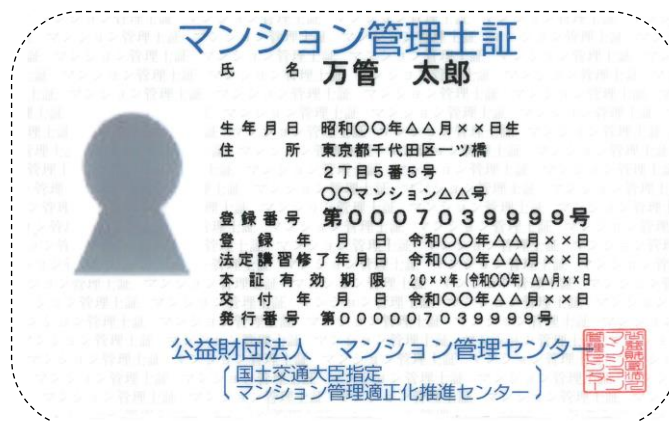 マンション管理士証
氏 名 万管 太郎
生年月日 昭和〇〇年△△月××日生
住 所 東京都千代田区一ツ橋
2丁目5番5号
〇〇マンション△△号
登録番号 第0007039999号
登録年月日 令和〇〇年△△月××日
法定講習修了年月日 令和〇〇年△△月××日
本証有効期限 20××年(令和〇〇年)△△月××日
交付年月日 令和〇〇年△△月××日
発行番号 第000007039999号
公益財団法人 マンション管理センター
国土交通大臣指定
マンション管理適正化推進センター